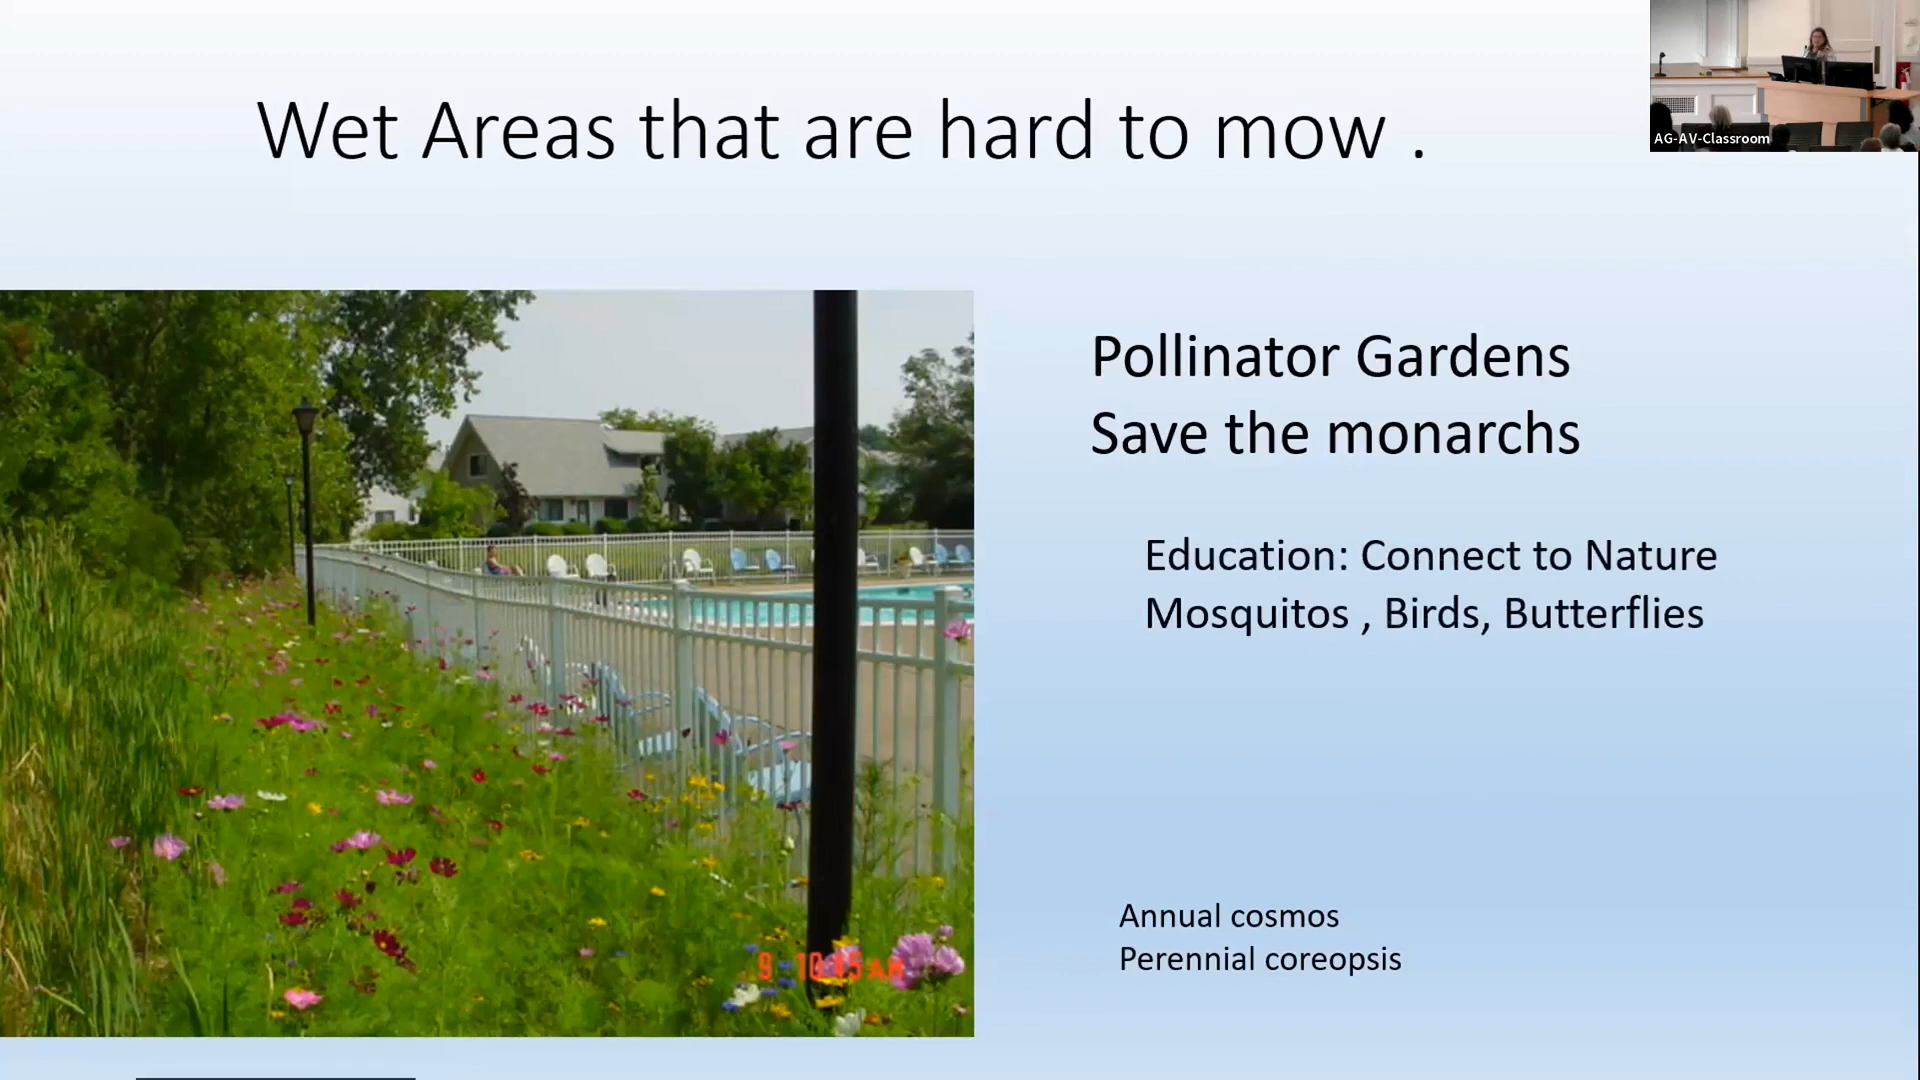 Wet Areas that are hard to mow .
AG-AV-Classroom
Pollinator Gardens
Save the monarchs
Education: Connect to Nature
Mosquitos , Birds, Butterflies
Annual cosmos
Perennial coreopsis